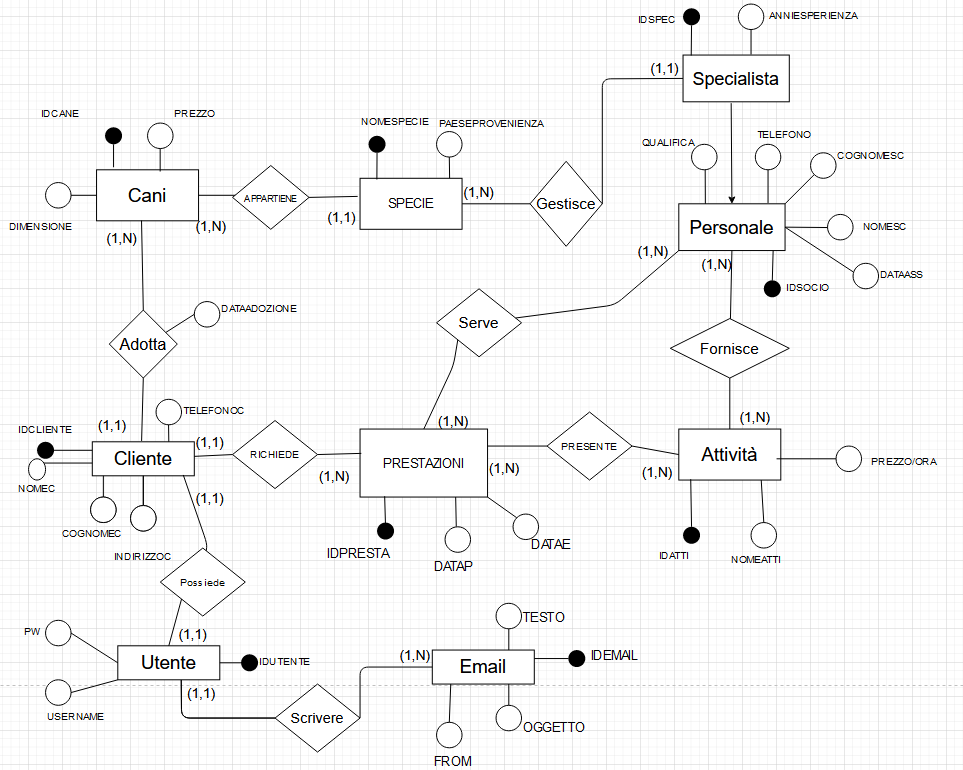 IDSPEC
ANNIESPERIENZA
(1,1)
Specialista
IDCANE
PREZZO
NOMESPECIE
PAESEPROVENIENZA
QUALIFICA
TELEFONO
COGNOMESC
Cani
APPARTIENE
SPECIE
(1,N)
Gestisce
DIMENSIONE
(1,N)
(1,N)
(1,1)
Personale
NOMESC
(1,N)
(1,N)
DATAASS
IDSOCIO
DATAADOZIONE
Adotta
Serve
Fornisce
TELEFONOC
IDCLIENTE
(1,1)
(1,1)
(1,N)
(1,N)
Cliente
RICHIEDE
PRESTAZIONI
PRESENTE
Attività
PREZZO/ORA
NOMEC
(1,N)
(1,N)
(1,N)
(1,1)
COGNOMEC
INDIRIZZOC
IDPRESTA
DATAP
DATAE
IDATTI
NOMEATTI
Possiede
PW
(1,1)
Utente
IDUTENTE
(1,N)
Email
TESTO
IDEMAIL
USERNAME
(1,1)
Scrivere
OGGETTO
FROM